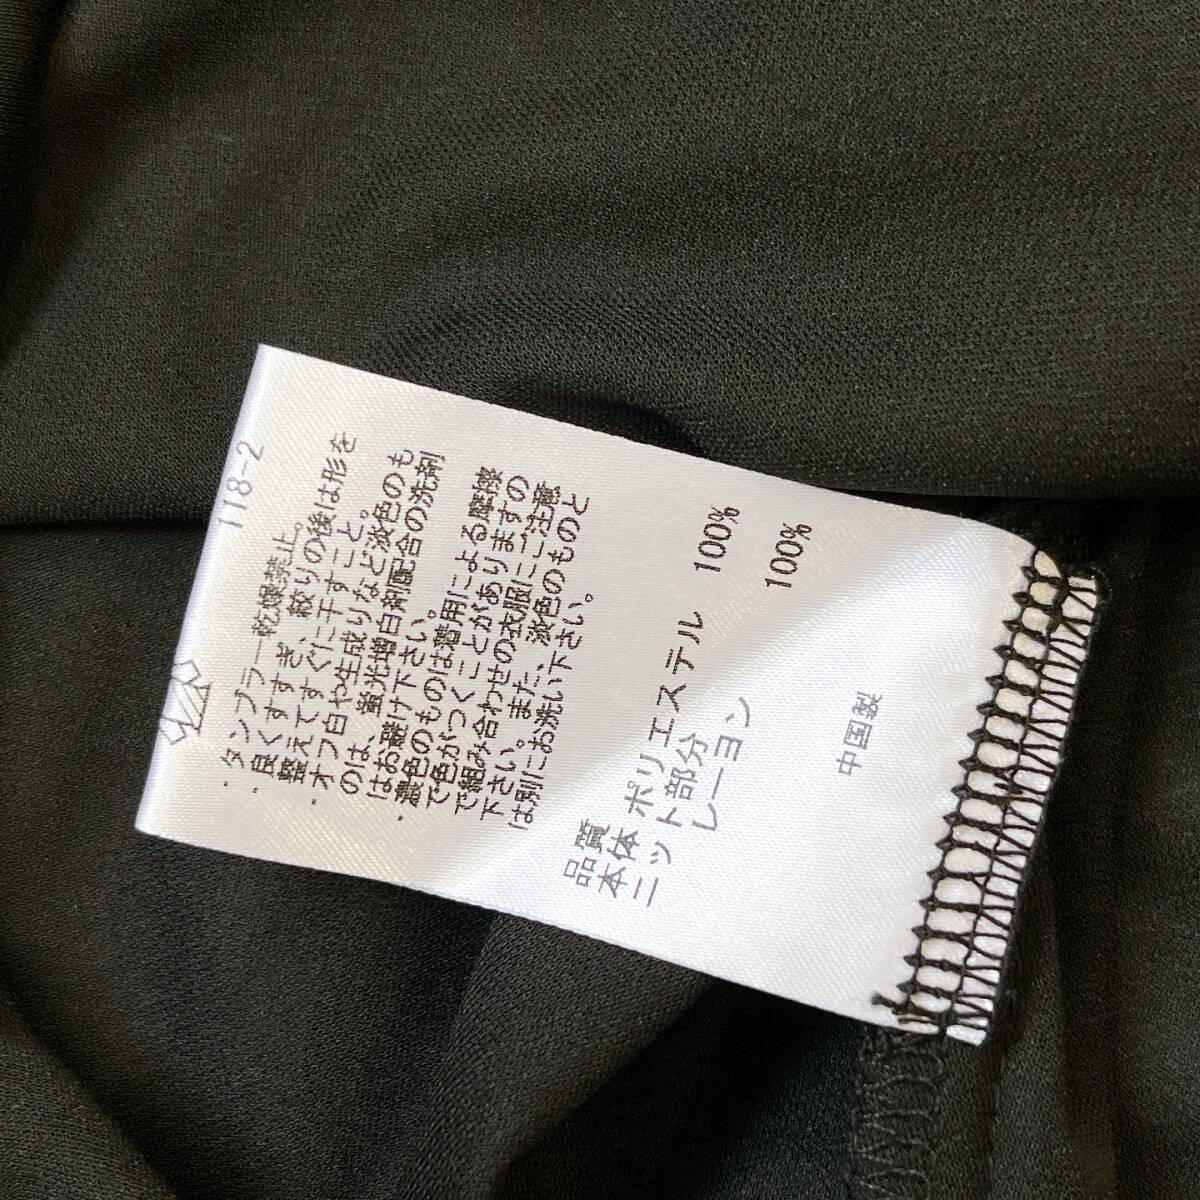 品質
本体 ポリエステル 100%
ニット部分
レーヨン 100%
中国製
・タンブラー乾燥禁止。
・良くすすぎ、絞りの後は形を
整えてすぐに干すこと。
・オフ白や生成りなど淡色のも
のは、蛍光増白剤配合の洗剤
はお避け下さい。
・濃色のものは着用による摩擦
で色がつくことがありますの
で組み合わせの衣服にご注意
下さい。また、淡色のものと
は別にお洗い下さい。
118-2